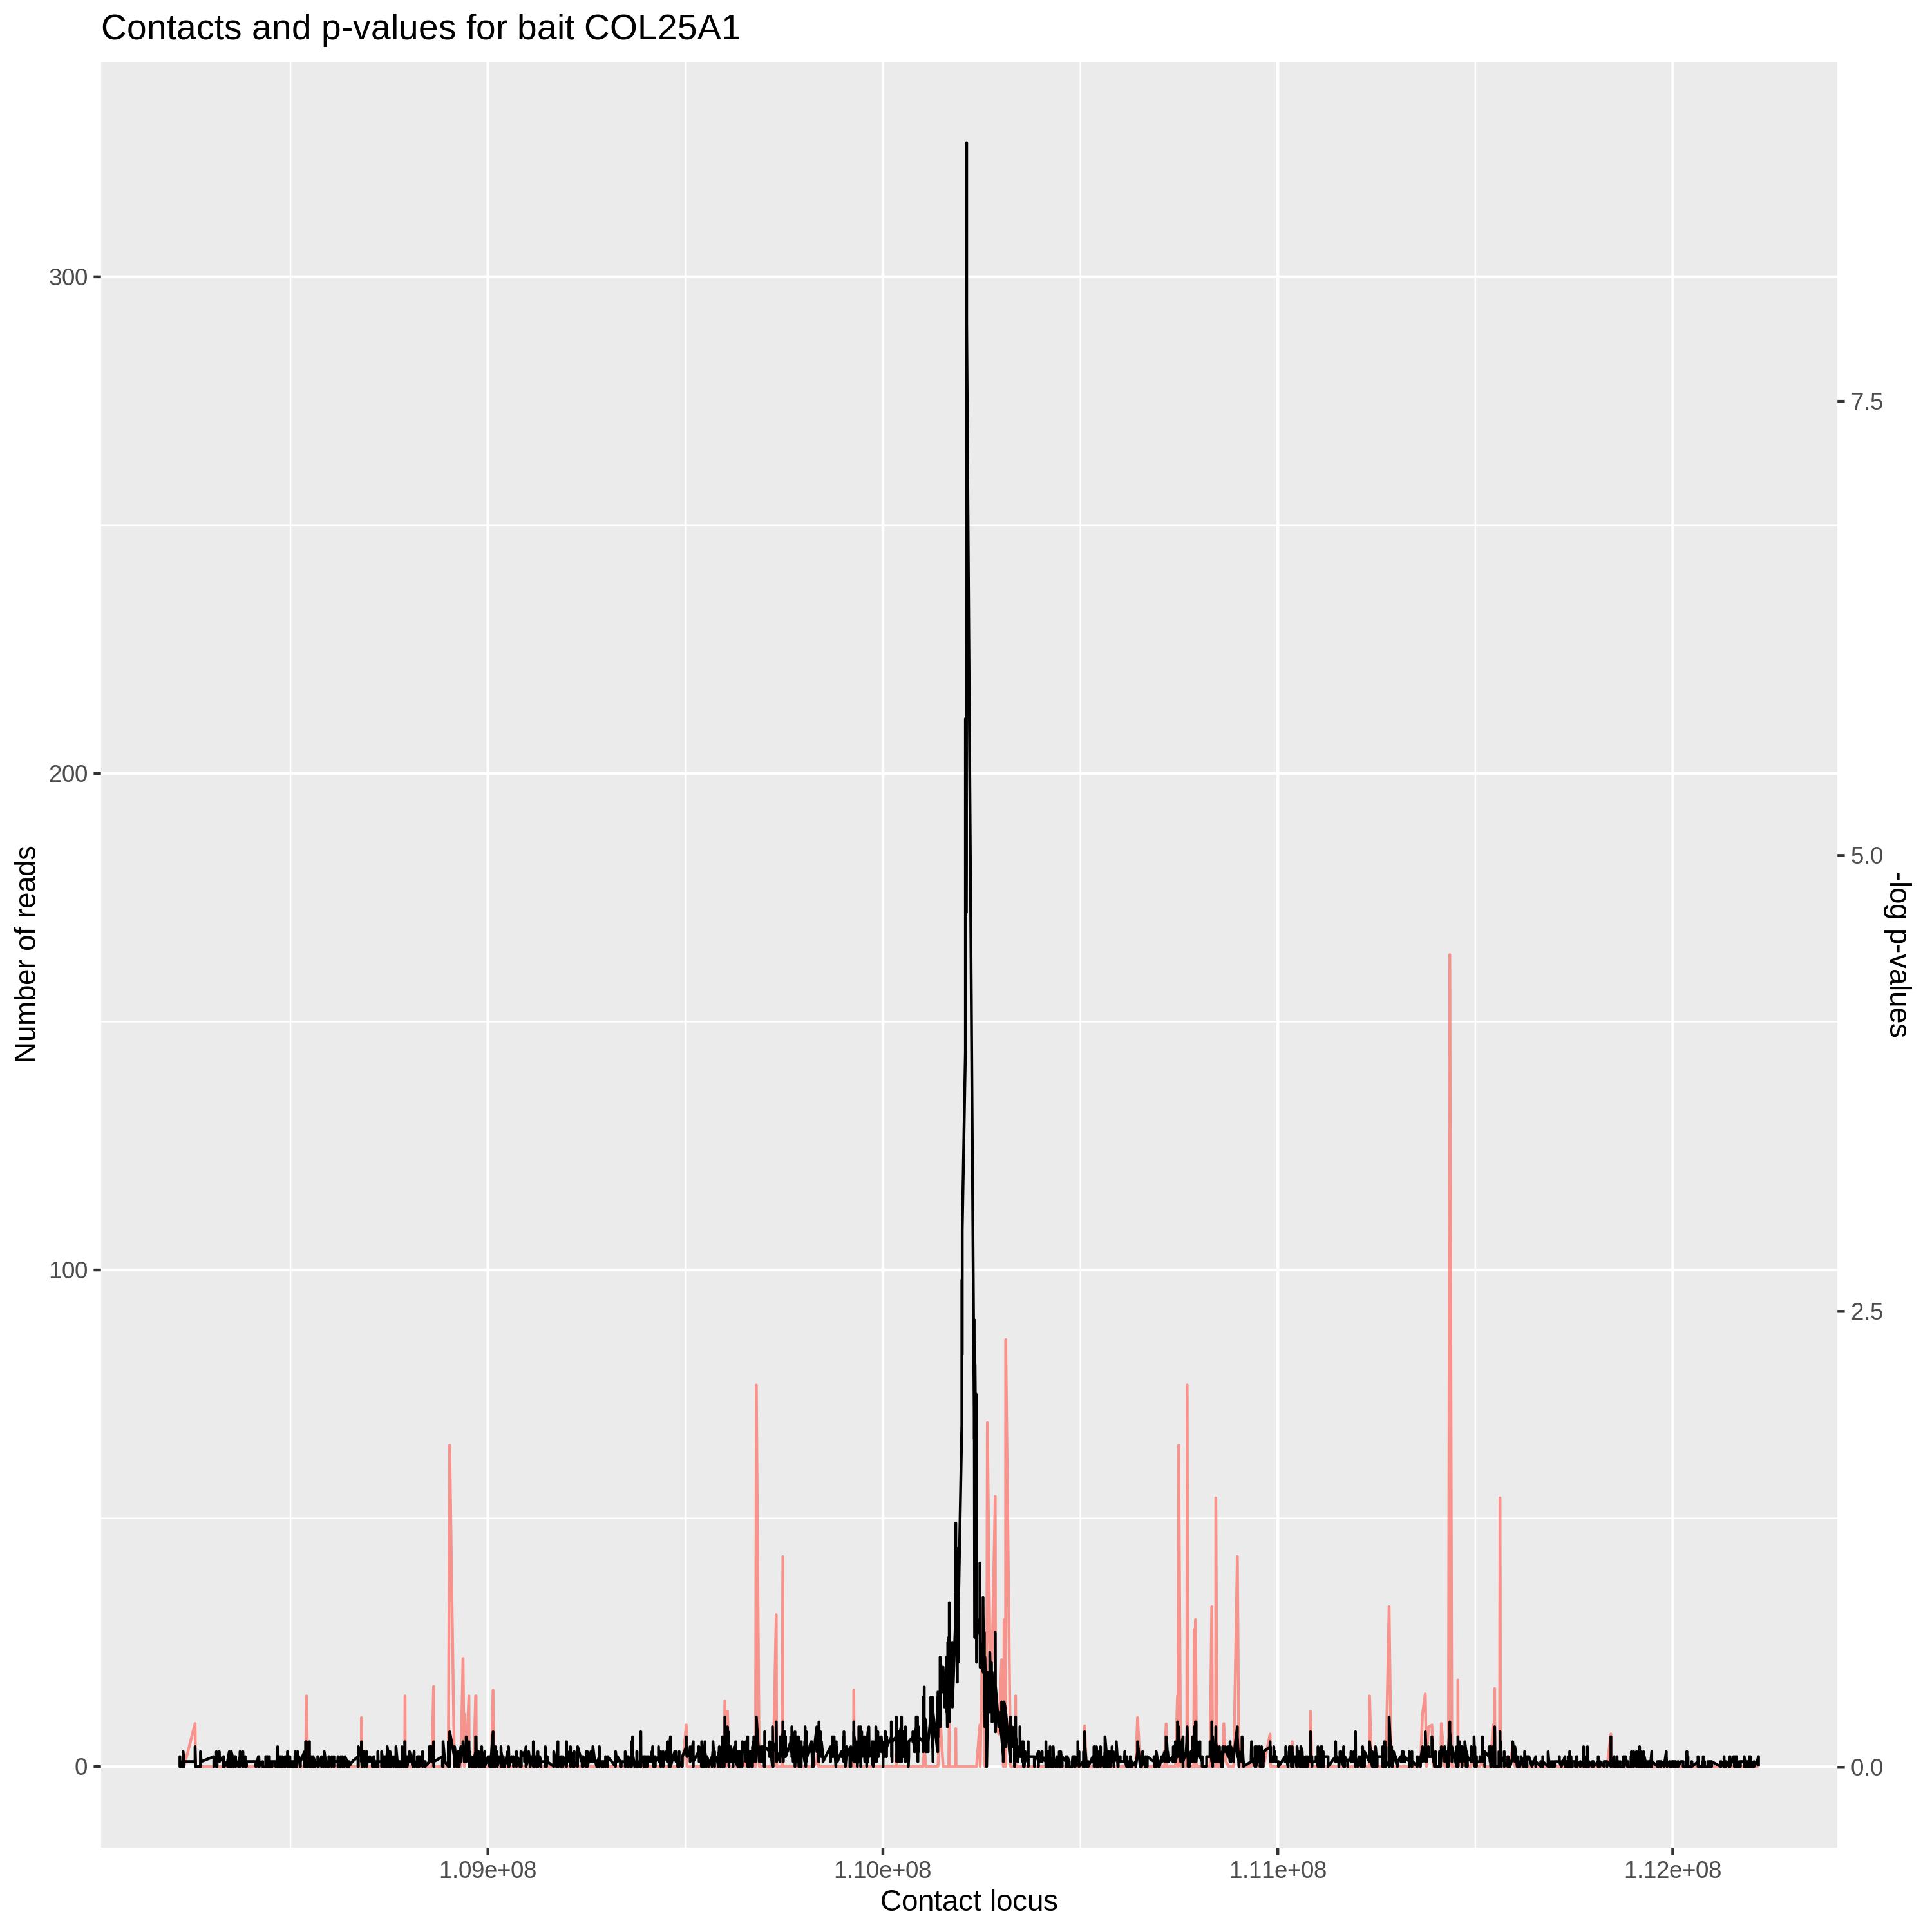 Contacts and p-values for bait COL25A1
Number of reads
300
200
100
0
7.5
5.0
2.5
0.0
-log p-values
1.09e+08
1.10e+08
1.11e+08
1.12e+08
Contact locus